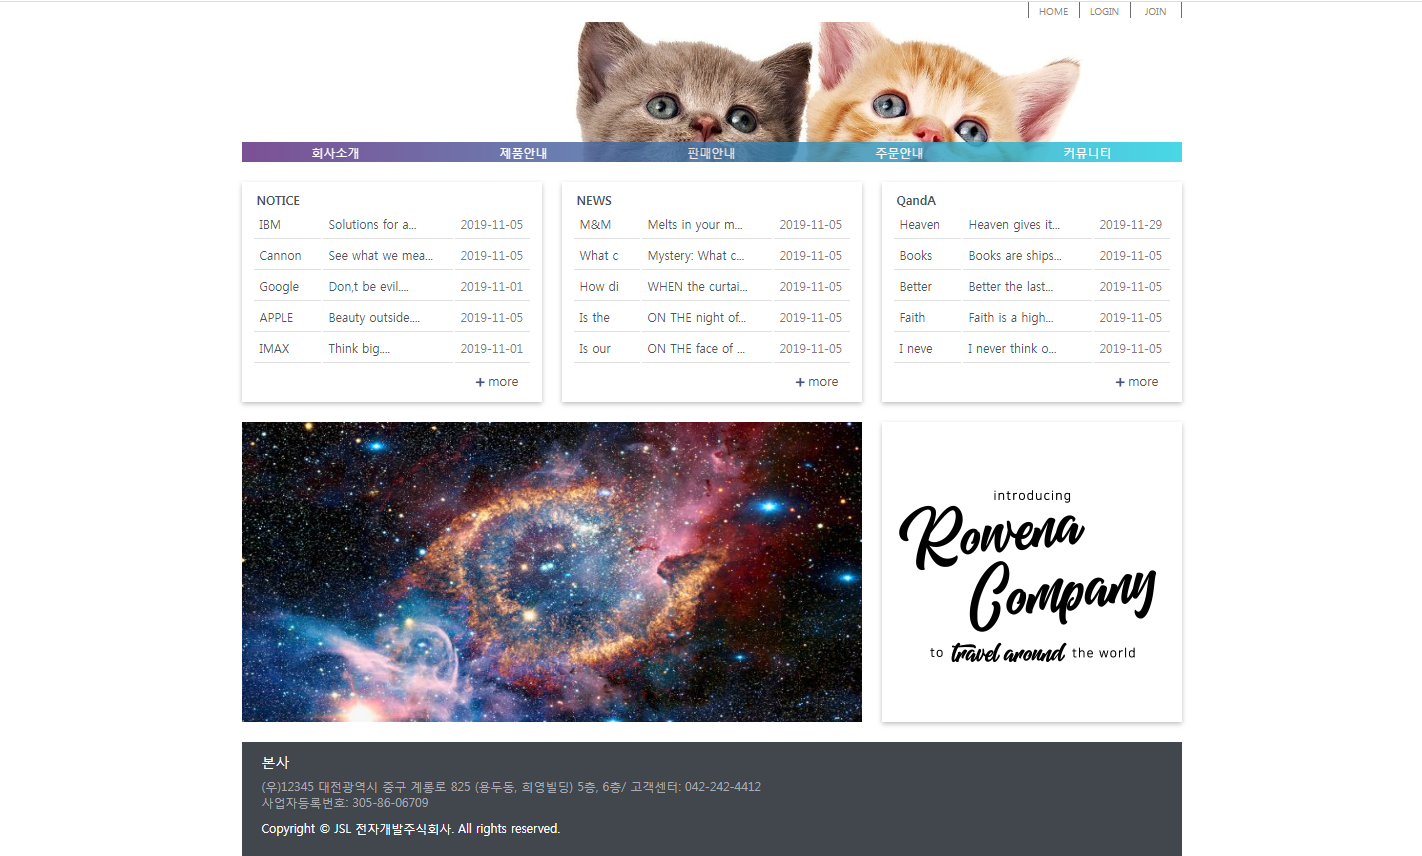 HOME LOGIN JOIN
회사소개 제품안내 판매안내 주문안내 커뮤니티
NOTICE
IBM Solutions for a... 2019-11-05
Cannon See what we mea... 2019-11-05
Google Don,t be evil.... 2019-11-01
APPLE Beauty outside.... 2019-11-05
IMAX Think big.... 2019-11-01
+ more
NEWS
M&M Melts in your m... 2019-11-05
What c Mystery: What c... 2019-11-05
How di WHEN the curtai... 2019-11-05
Is the ON THE night of... 2019-11-05
Is our ON THE face of ... 2019-11-05
+ more
QandA
Heaven Heaven gives it... 2019-11-29
Books Books are ships... 2019-11-05
Better Better the last... 2019-11-05
Faith Faith is a high... 2019-11-05
I neve I never think o... 2019-11-05
+ more
introducing
Rowena
Company
to travel around the world
본사
(우)12345 대전광역시 중구 계룡로 825 (용두동, 희영빌딩) 5층, 6층/ 고객센터: 042-242-4412
사업자등록번호: 305-86-06709
Copyright © JSL 전자개발주식회사. All rights reserved.